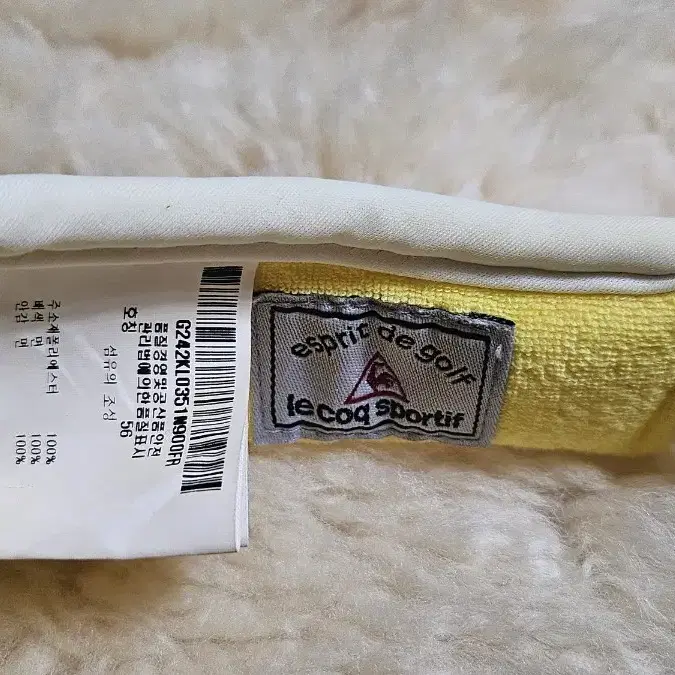 G242KL0351W900FA
품질경영및공산품안전
관리법에의한품질표시
호칭 56
섬유의 조성
주소재폴리에스터 100%
배색 면 100%
안감 면 100%
esprit de golf
le coq sportif